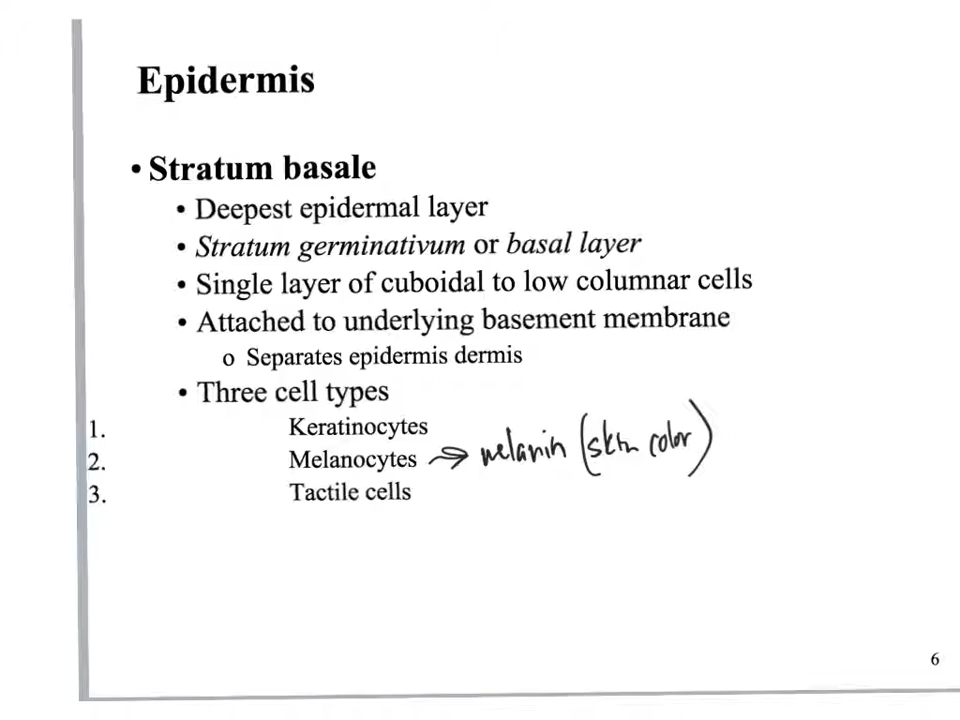 Epidermis
• Stratum basale
• Deepest epidermal layer
• Stratum germinativum or basal layer
• Single layer of cuboidal to low columnar cells
• Attached to underlying basement membrane
o Separates epidermis dermis
• Three cell types
1. Keratinocytes
2. Melanocytes → melanin (skin color)
3. Tactile cells
6